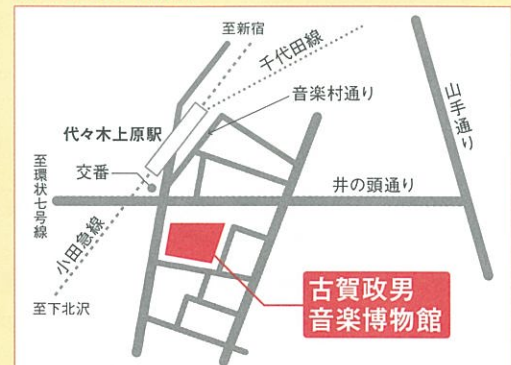 至新宿
千代田線
音楽村通り
山手通り
代々木上原駅
交番
至環状七号線
井の頭通り
小田急線
至下北沢
古賀政男
音楽博物館